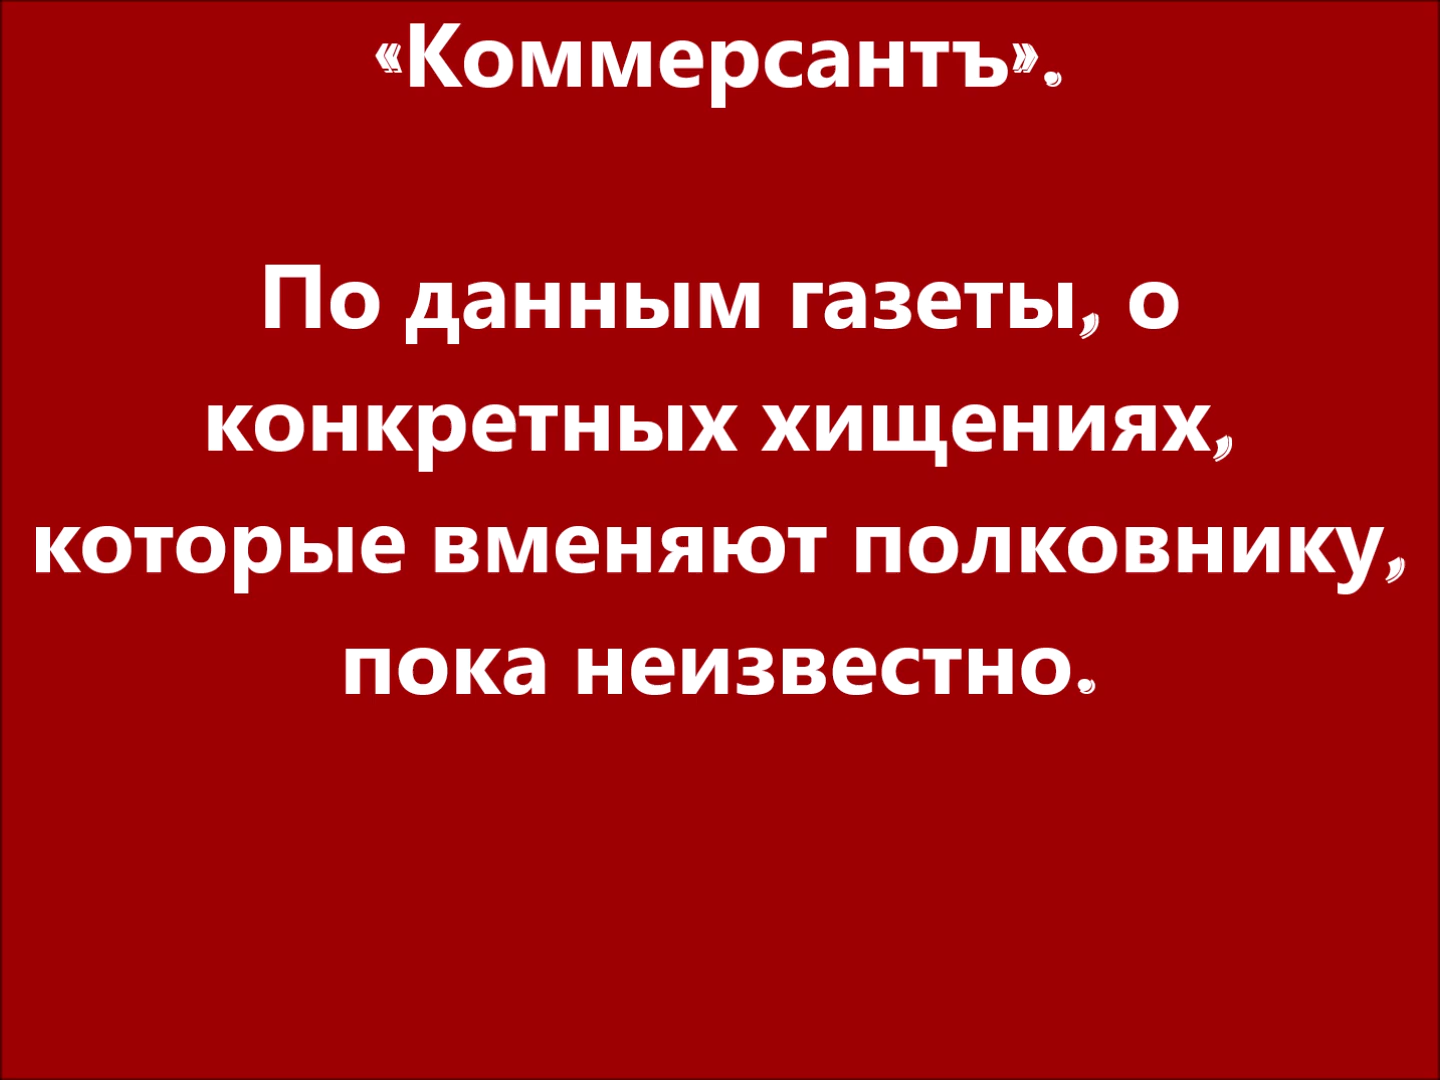 «Коммерсантъ».
По данным газеты, о
конкретных хищениях,
которые вменяют полковнику,
пока неизвестно.